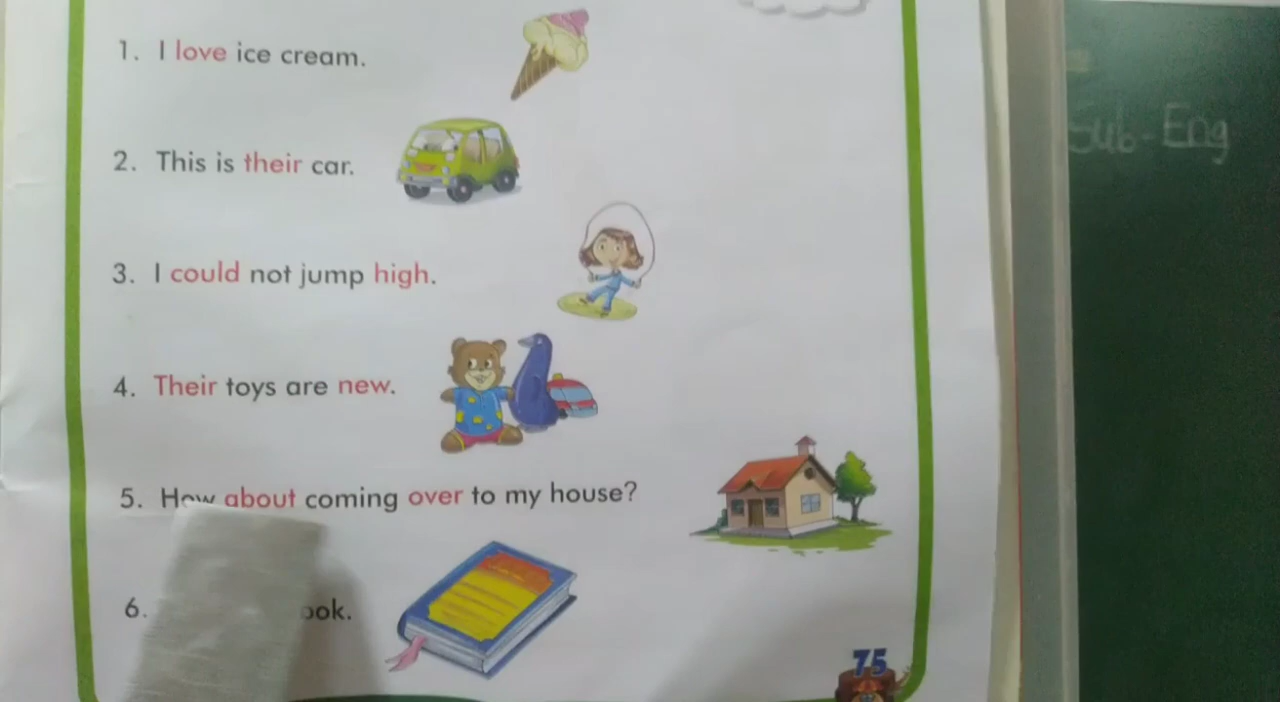 1. I love ice cream.
2. This is their car.
3. I could not jump high.
4. Their toys are new.
5. How about coming over to my house?
6.
75
Sub-Eng